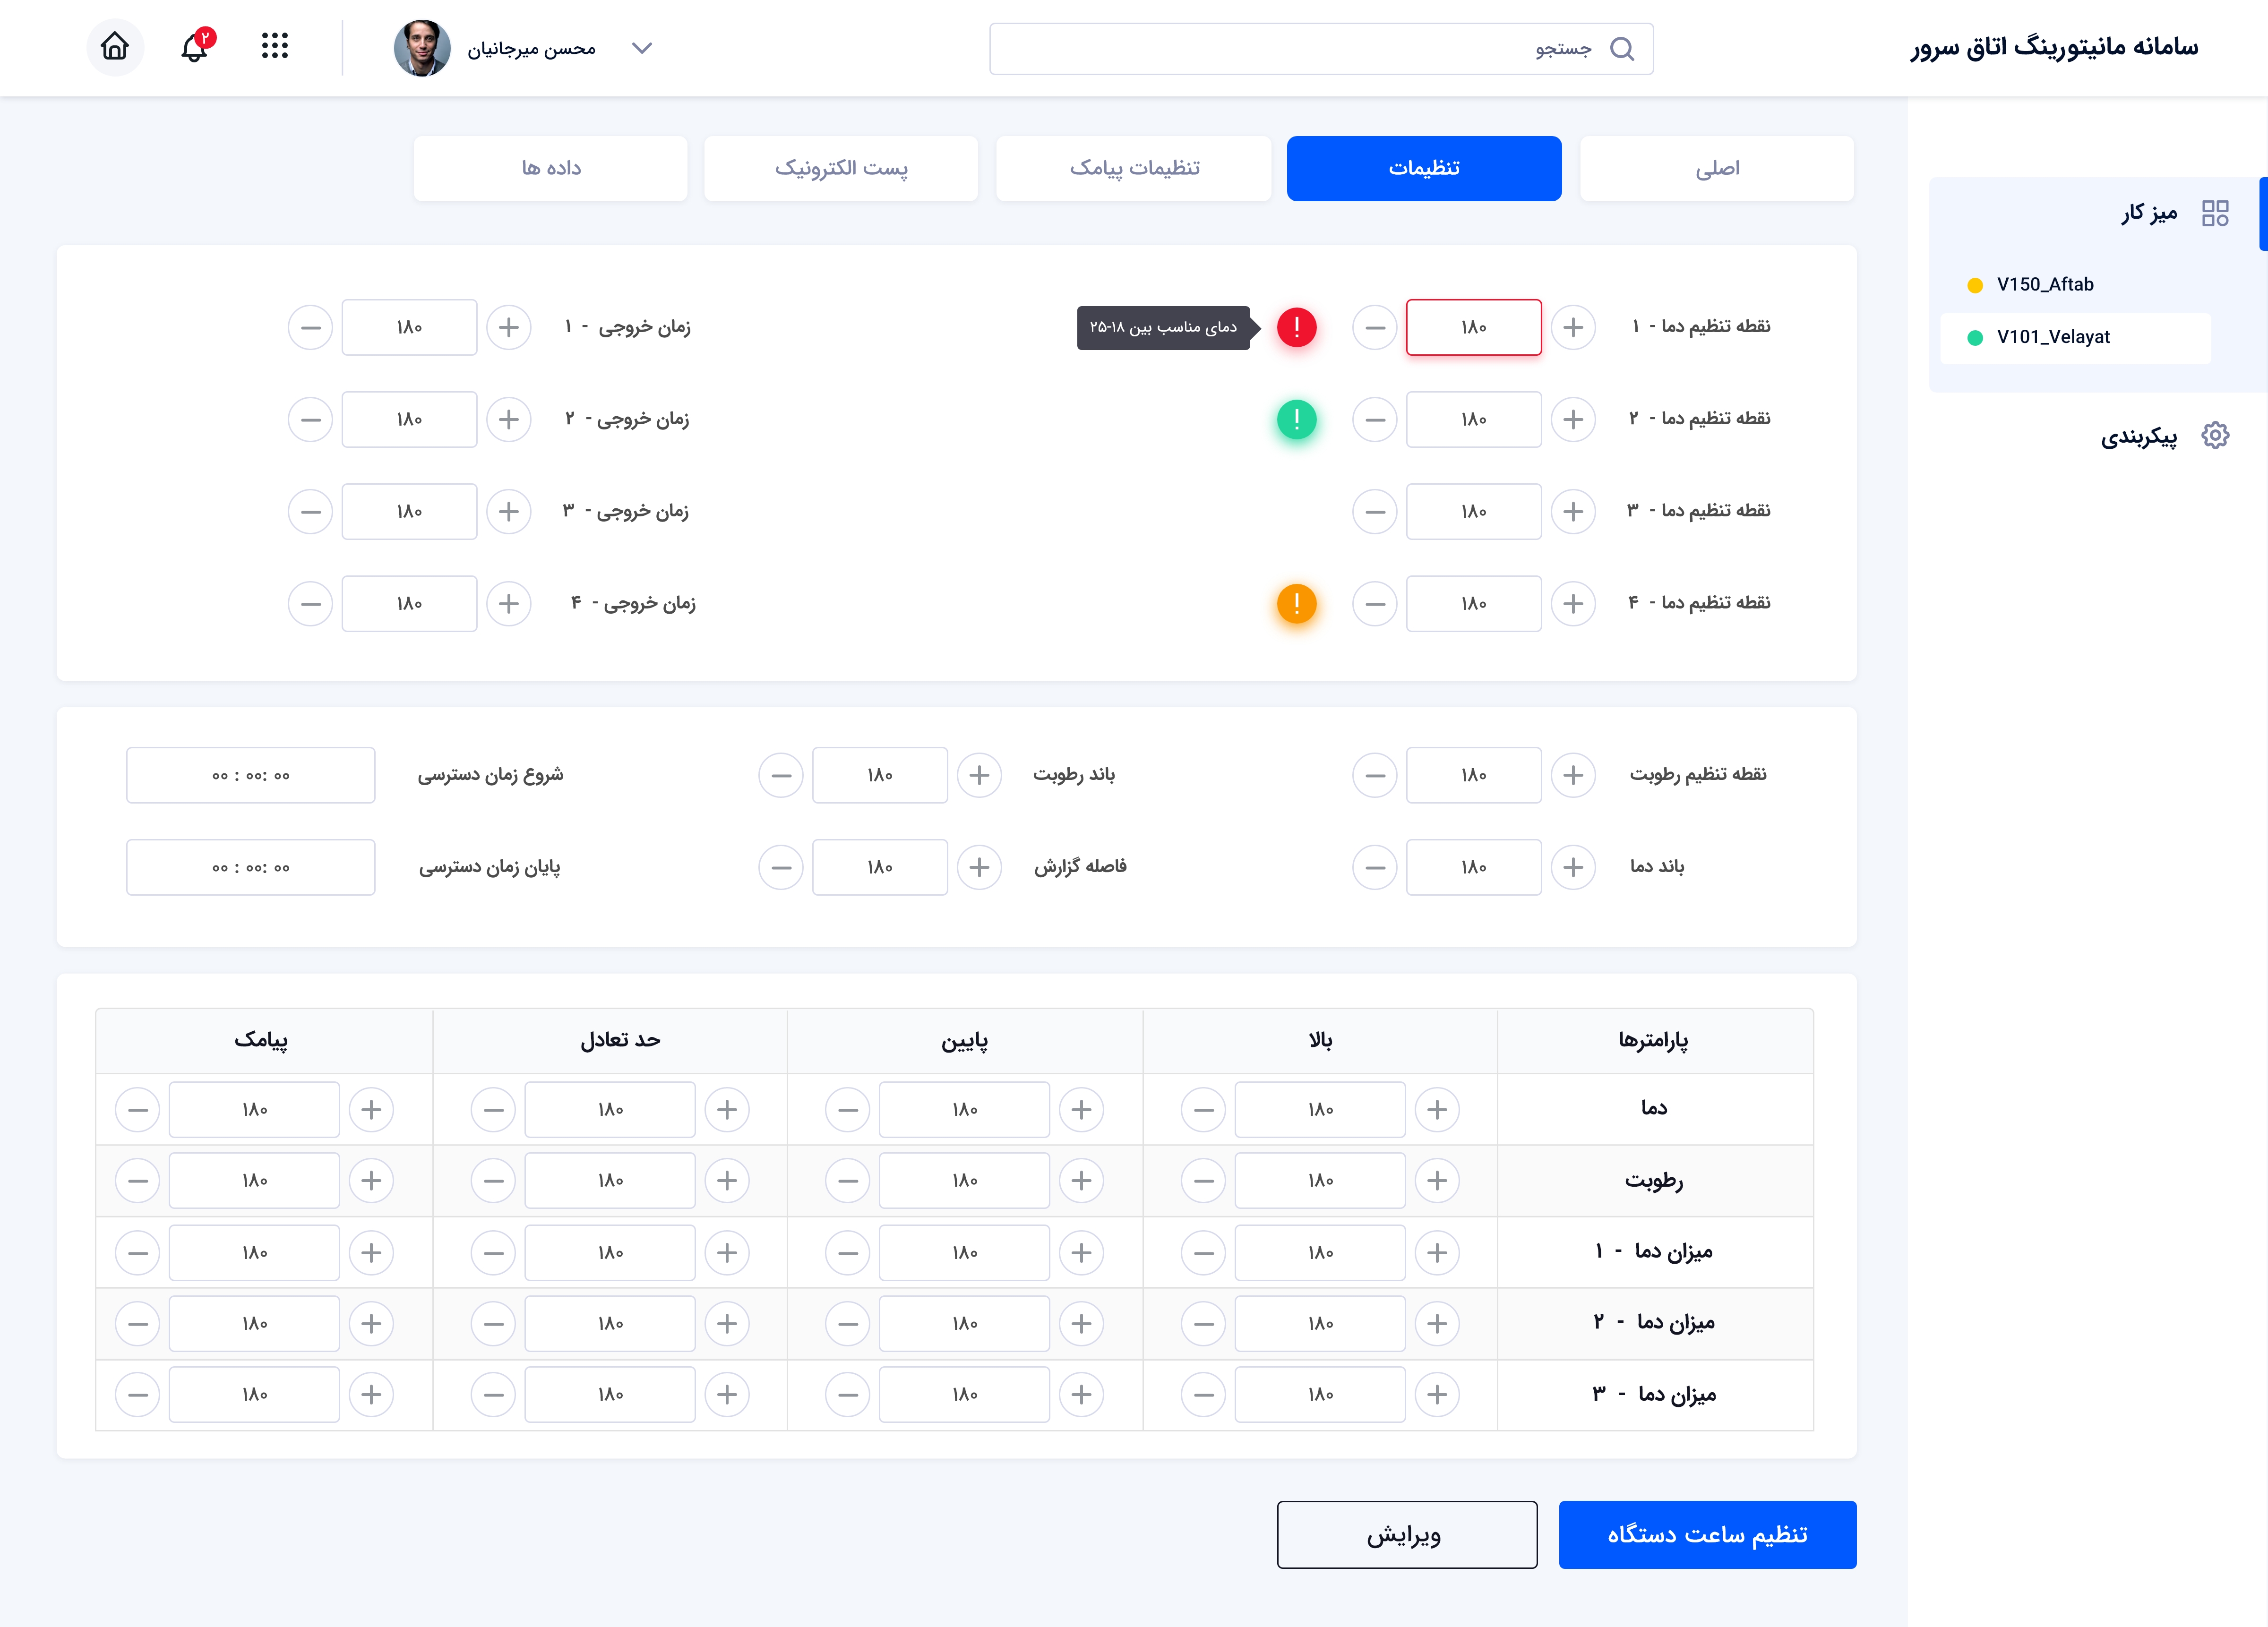 سامانه مانیتورینگ اتاق سرور
جستجو
محسن میرجانیان
۲
میز کار
V150_Aftab
V101_Velayat
پیکربندی
اصلی
تنظیمات
تنظیمات پیامک
پست الکترونیک
داده ها
نقطه تنظیم دما - ۱
۱۸۰
!
دمای مناسب بین ۱۸-۲۵
زمان خروجی - ۱
۱۸۰
نقطه تنظیم دما - ۲
۱۸۰
!
زمان خروجی - ۲
۱۸۰
نقطه تنظیم دما - ۳
۱۸۰
زمان خروجی - ۳
۱۸۰
نقطه تنظیم دما - ۴
۱۸۰
!
زمان خروجی - ۴
۱۸۰
نقطه تنظیم رطوبت
۱۸۰
باند رطوبت
۱۸۰
شروع زمان دسترسی
۰۰ : ۰۰: ۰۰
باند دما
۱۸۰
فاصله گزارش
۱۸۰
پایان زمان دسترسی
۰۰ : ۰۰: ۰۰
پارامترها بالا پایین حد تعادل پیامک
دما ۱۸۰ ۱۸۰ ۱۸۰ ۱۸۰
رطوبت ۱۸۰ ۱۸۰ ۱۸۰ ۱۸۰
میزان دما - ۱ ۱۸۰ ۱۸۰ ۱۸۰ ۱۸۰
میزان دما - ۲ ۱۸۰ ۱۸۰ ۱۸۰ ۱۸۰
میزان دما - ۳ ۱۸۰ ۱۸۰ ۱۸۰ ۱۸۰
تنظیم ساعت دستگاه
ویرایش